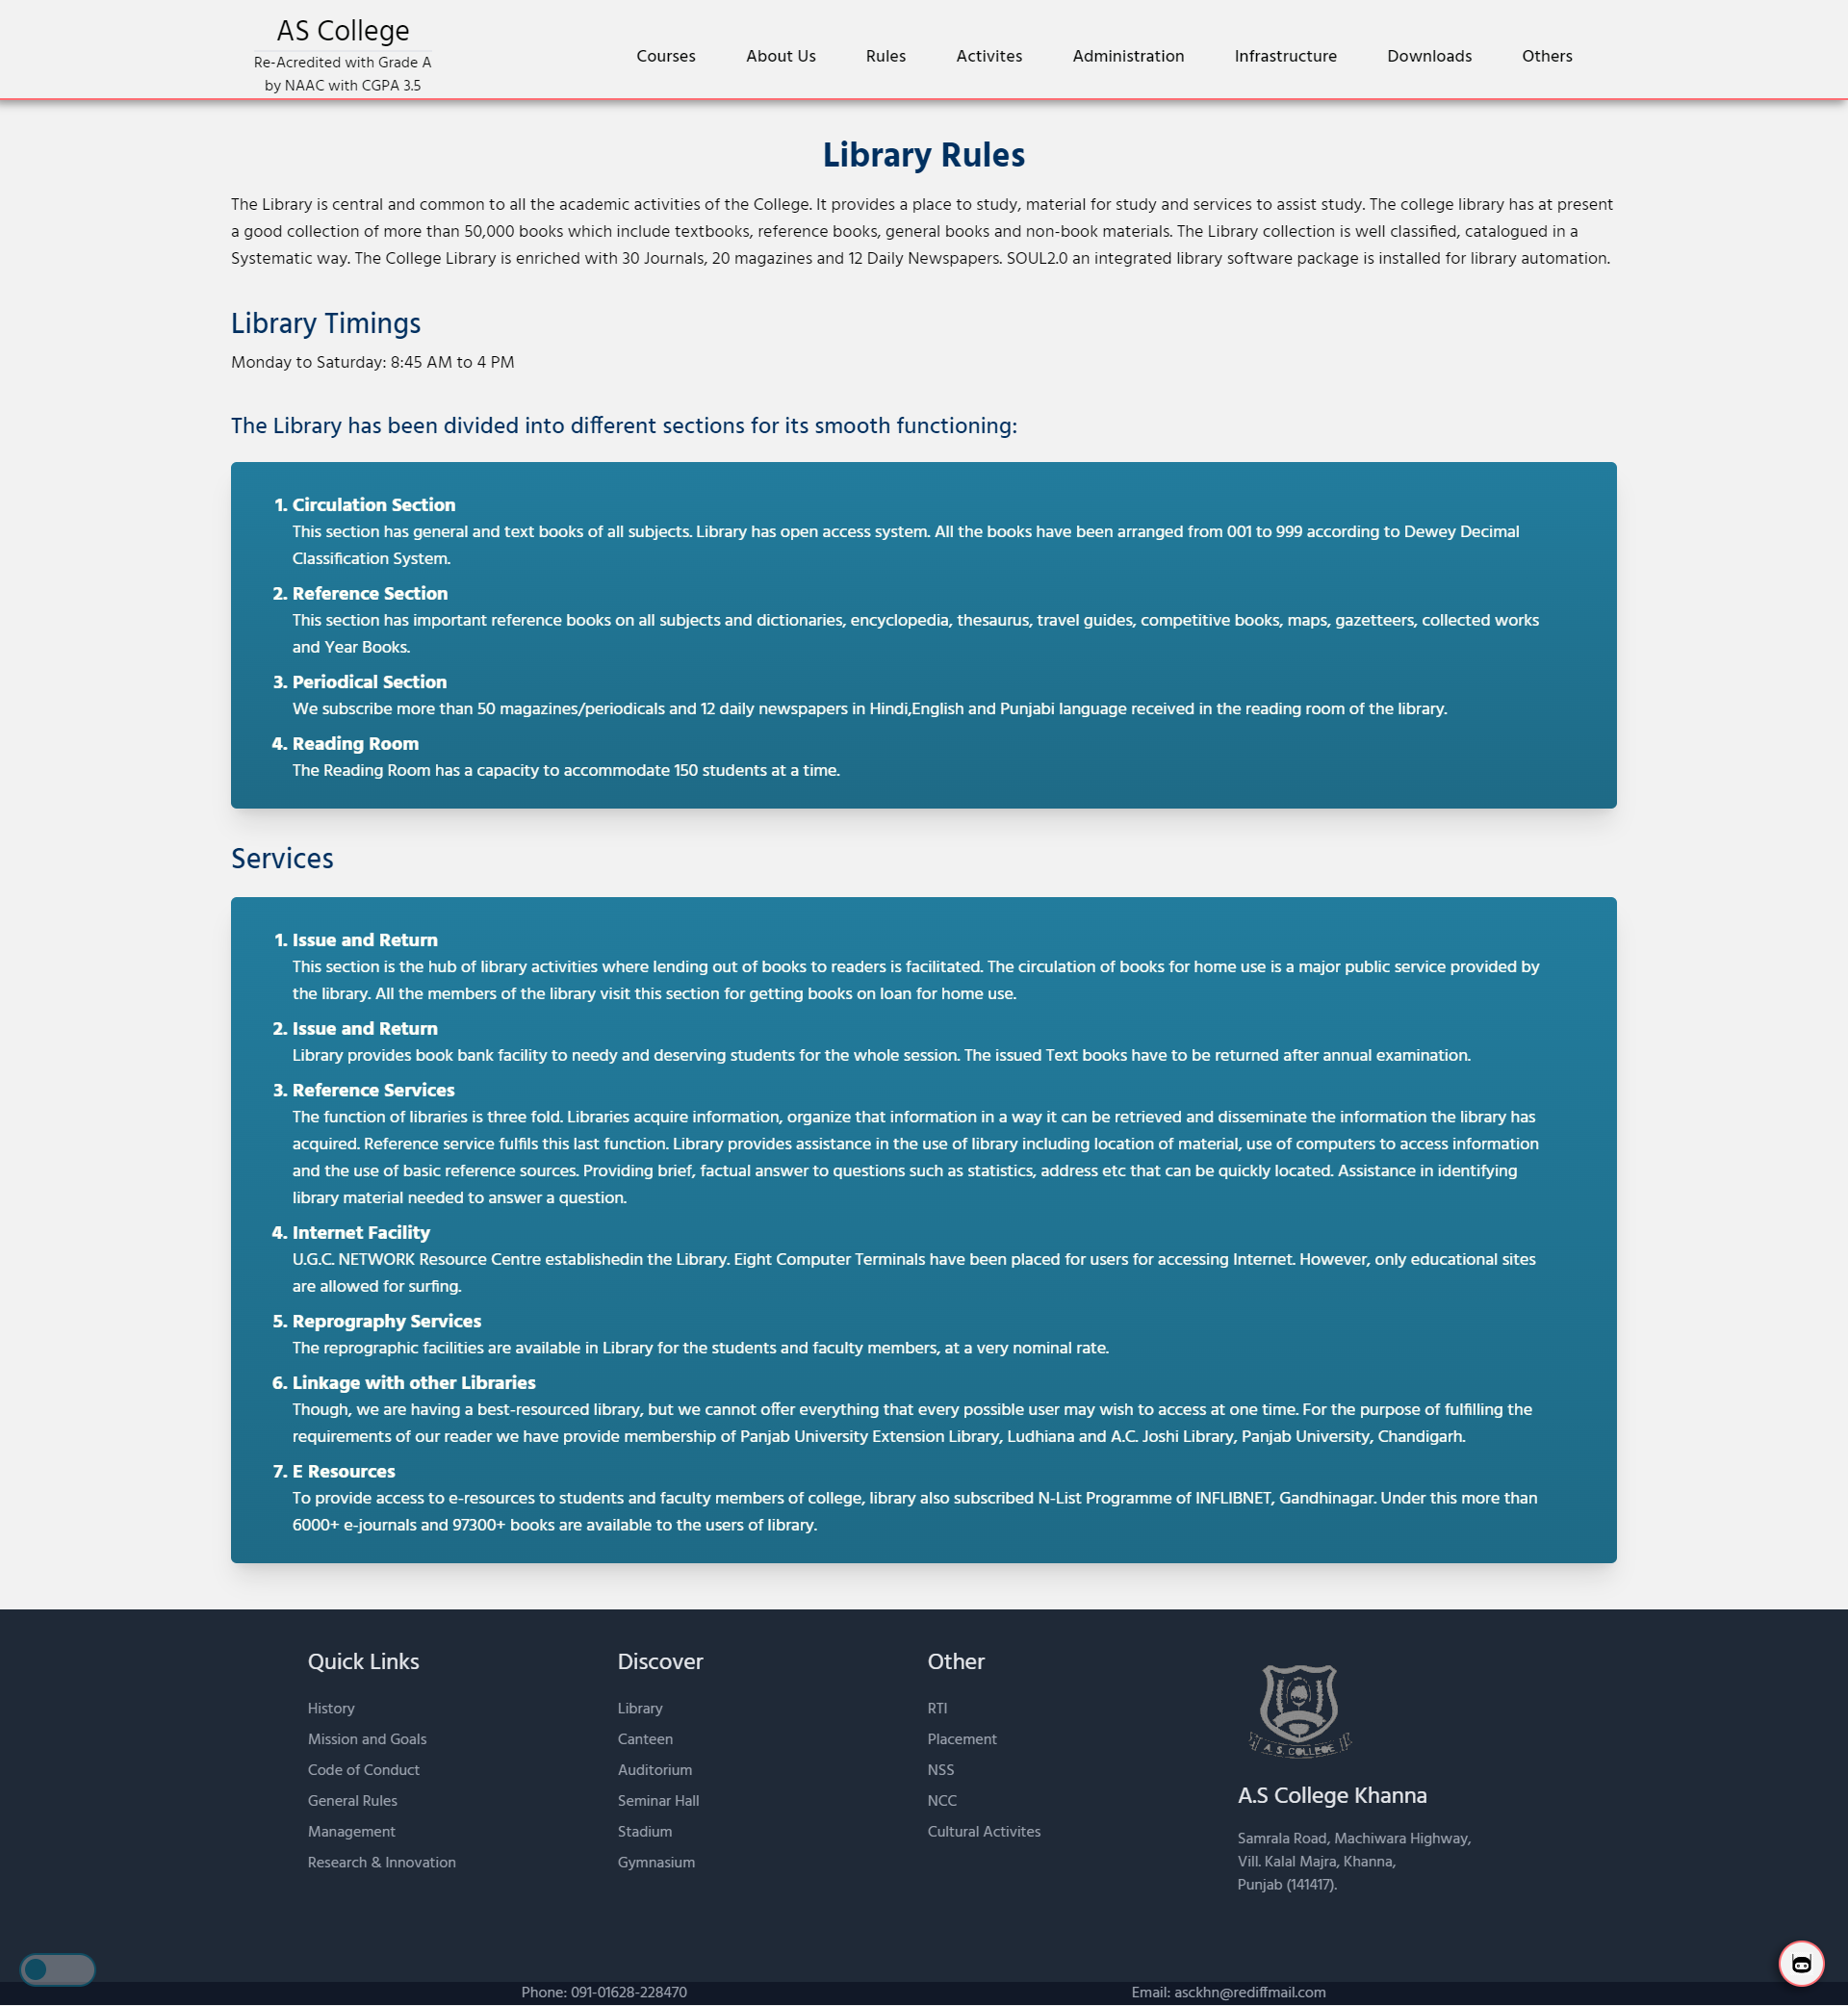 AS College
Re-Acredited with Grade A
by NAAC with CGPA 3.5
Courses About Us Rules Activites Administration Infrastructure Downloads Others
Library Rules
The Library is central and common to all the academic activities of the College. It provides a place to study, material for study and services to assist study. The college library has at present
a good collection of more than 50,000 books which include textbooks, reference books, general books and non-book materials. The Library collection is well classified, catalogued in a
Systematic way. The College Library is enriched with 30 Journals, 20 magazines and 12 Daily Newspapers. SOUL2.0 an integrated library software package is installed for library automation.
Library Timings
Monday to Saturday: 8:45 AM to 4 PM
The Library has been divided into different sections for its smooth functioning:
1. Circulation Section
This section has general and text books of all subjects. Library has open access system. All the books have been arranged from 001 to 999 according to Dewey Decimal
Classification System.
2. Reference Section
This section has important reference books on all subjects and dictionaries, encyclopedia, thesaurus, travel guides, competitive books, maps, gazetteers, collected works
and Year Books.
3. Periodical Section
We subscribe more than 50 magazines/periodicals and 12 daily newspapers in Hindi,English and Punjabi language received in the reading room of the library.
4. Reading Room
The Reading Room has a capacity to accommodate 150 students at a time.
Services
1. Issue and Return
This section is the hub of library activities where lending out of books to readers is facilitated. The circulation of books for home use is a major public service provided by
the library. All the members of the library visit this section for getting books on loan for home use.
2. Issue and Return
Library provides book bank facility to needy and deserving students for the whole session. The issued Text books have to be returned after annual examination.
3. Reference Services
The function of libraries is three fold. Libraries acquire information, organize that information in a way it can be retrieved and disseminate the information the library has
acquired. Reference service fulfils this last function. Library provides assistance in the use of library including location of material, use of computers to access information
and the use of basic reference sources. Providing brief, factual answer to questions such as statistics, address etc that can be quickly located. Assistance in identifying
library material needed to answer a question.
4. Internet Facility
U.G.C. NETWORK Resource Centre establishedin the Library. Eight Computer Terminals have been placed for users for accessing Internet. However, only educational sites
are allowed for surfing.
5. Reprography Services
The reprographic facilities are available in Library for the students and faculty members, at a very nominal rate.
6. Linkage with other Libraries
Though, we are having a best-resourced library, but we cannot offer everything that every possible user may wish to access at one time. For the purpose of fulfilling the
requirements of our reader we have provide membership of Panjab University Extension Library, Ludhiana and A.C. Joshi Library, Panjab University, Chandigarh.
7. E Resources
To provide access to e-resources to students and faculty members of college, library also subscribed N-List Programme of INFLIBNET, Gandhinagar. Under this more than
6000+ e-journals and 97300+ books are available to the users of library.
Quick Links
History
Mission and Goals
Code of Conduct
General Rules
Management
Research & Innovation
Discover
Library
Canteen
Auditorium
Seminar Hall
Stadium
Gymnasium
Other
RTI
Placement
NSS
NCC
Cultural Activites
A. S. COLLEGE
A.S College Khanna
Samrala Road, Machiwara Highway,
Vill. Kalal Majra, Khanna,
Punjab (141417).
Phone: 091-01628-228470 Email: asckhn@rediffmail.com